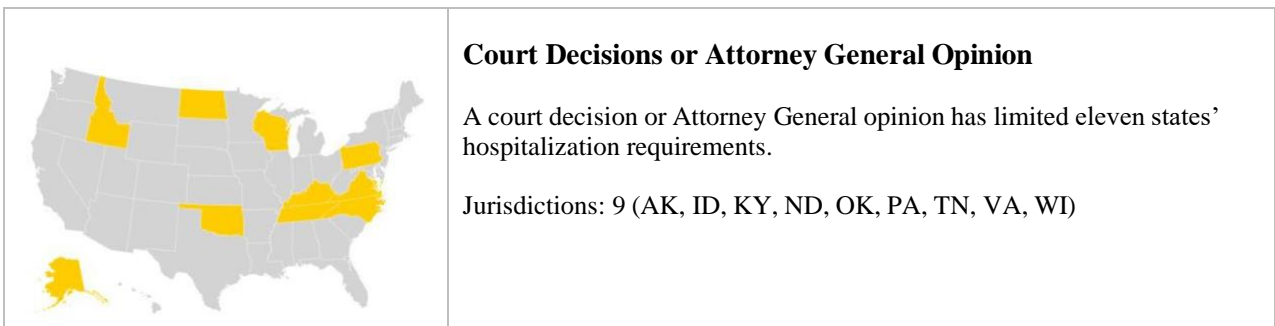 Court Decisions or Attorney General Opinion
A court decision or Attorney General opinion has limited eleven states’
hospitalization requirements.
Jurisdictions: 9 (AK, ID, KY, ND, OK, PA, TN, VA, WI)